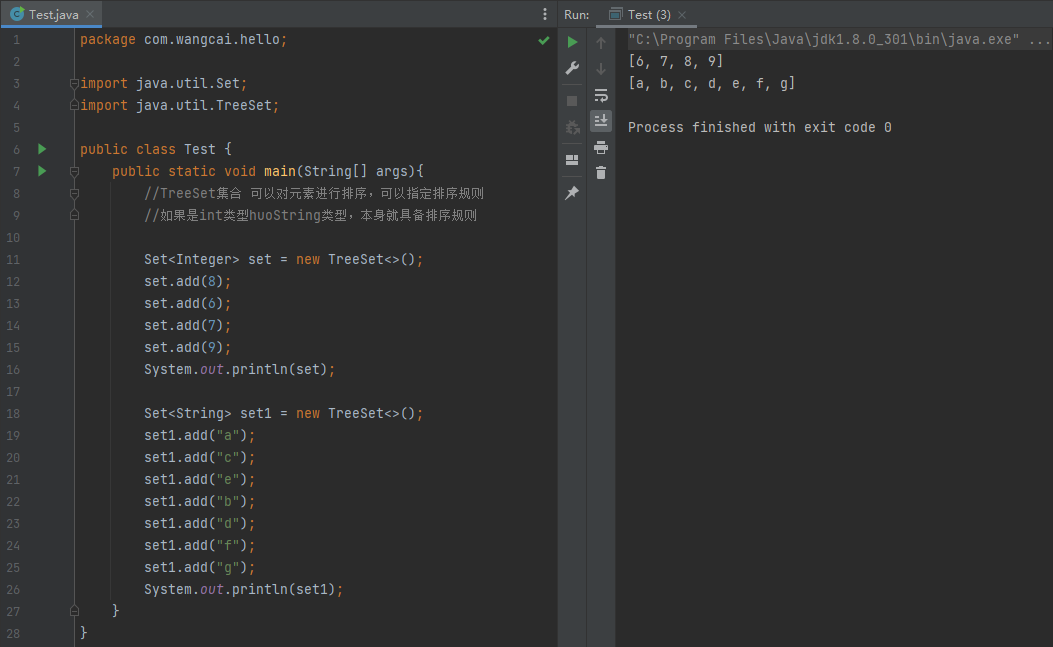 Test.java
1 package com.wangcai.hello;
2
3 import java.util.Set;
4 import java.util.TreeSet;
5
6 public class Test {
7 public static void main(String[] args){
8 //TreeSet集合 可以对元素进行排序，可以指定排序规则
9 //如果是int类型huoString类型，本身就具备排序规则
10
11 Set<Integer> set = new TreeSet<>();
12 set.add(8);
13 set.add(6);
14 set.add(7);
15 set.add(9);
16 System.out.println(set);
17
18 Set<String> set1 = new TreeSet<>();
19 set1.add("a");
20 set1.add("c");
21 set1.add("e");
22 set1.add("b");
23 set1.add("d");
24 set1.add("f");
25 set1.add("g");
26 System.out.println(set1);
27 }
28 }
Run: Test (3)
"C:\Program Files\Java\jdk1.8.0_301\bin\java.exe" ...
[6, 7, 8, 9]
[a, b, c, d, e, f, g]
Process finished with exit code 0